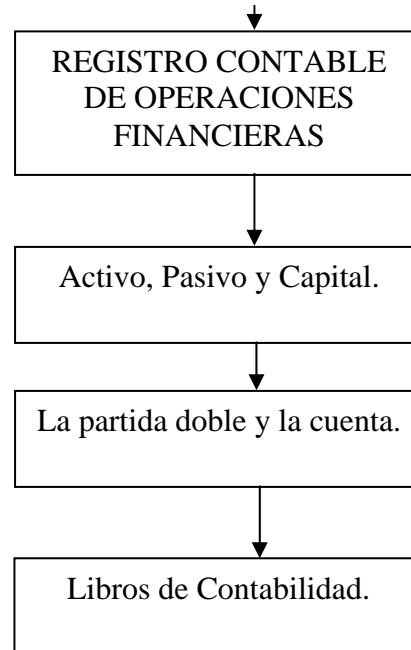 REGISTRO CONTABLE
DE OPERACIONES
FINANCIERAS
Activo, Pasivo y Capital.
La partida doble y la cuenta.
Libros de Contabilidad.